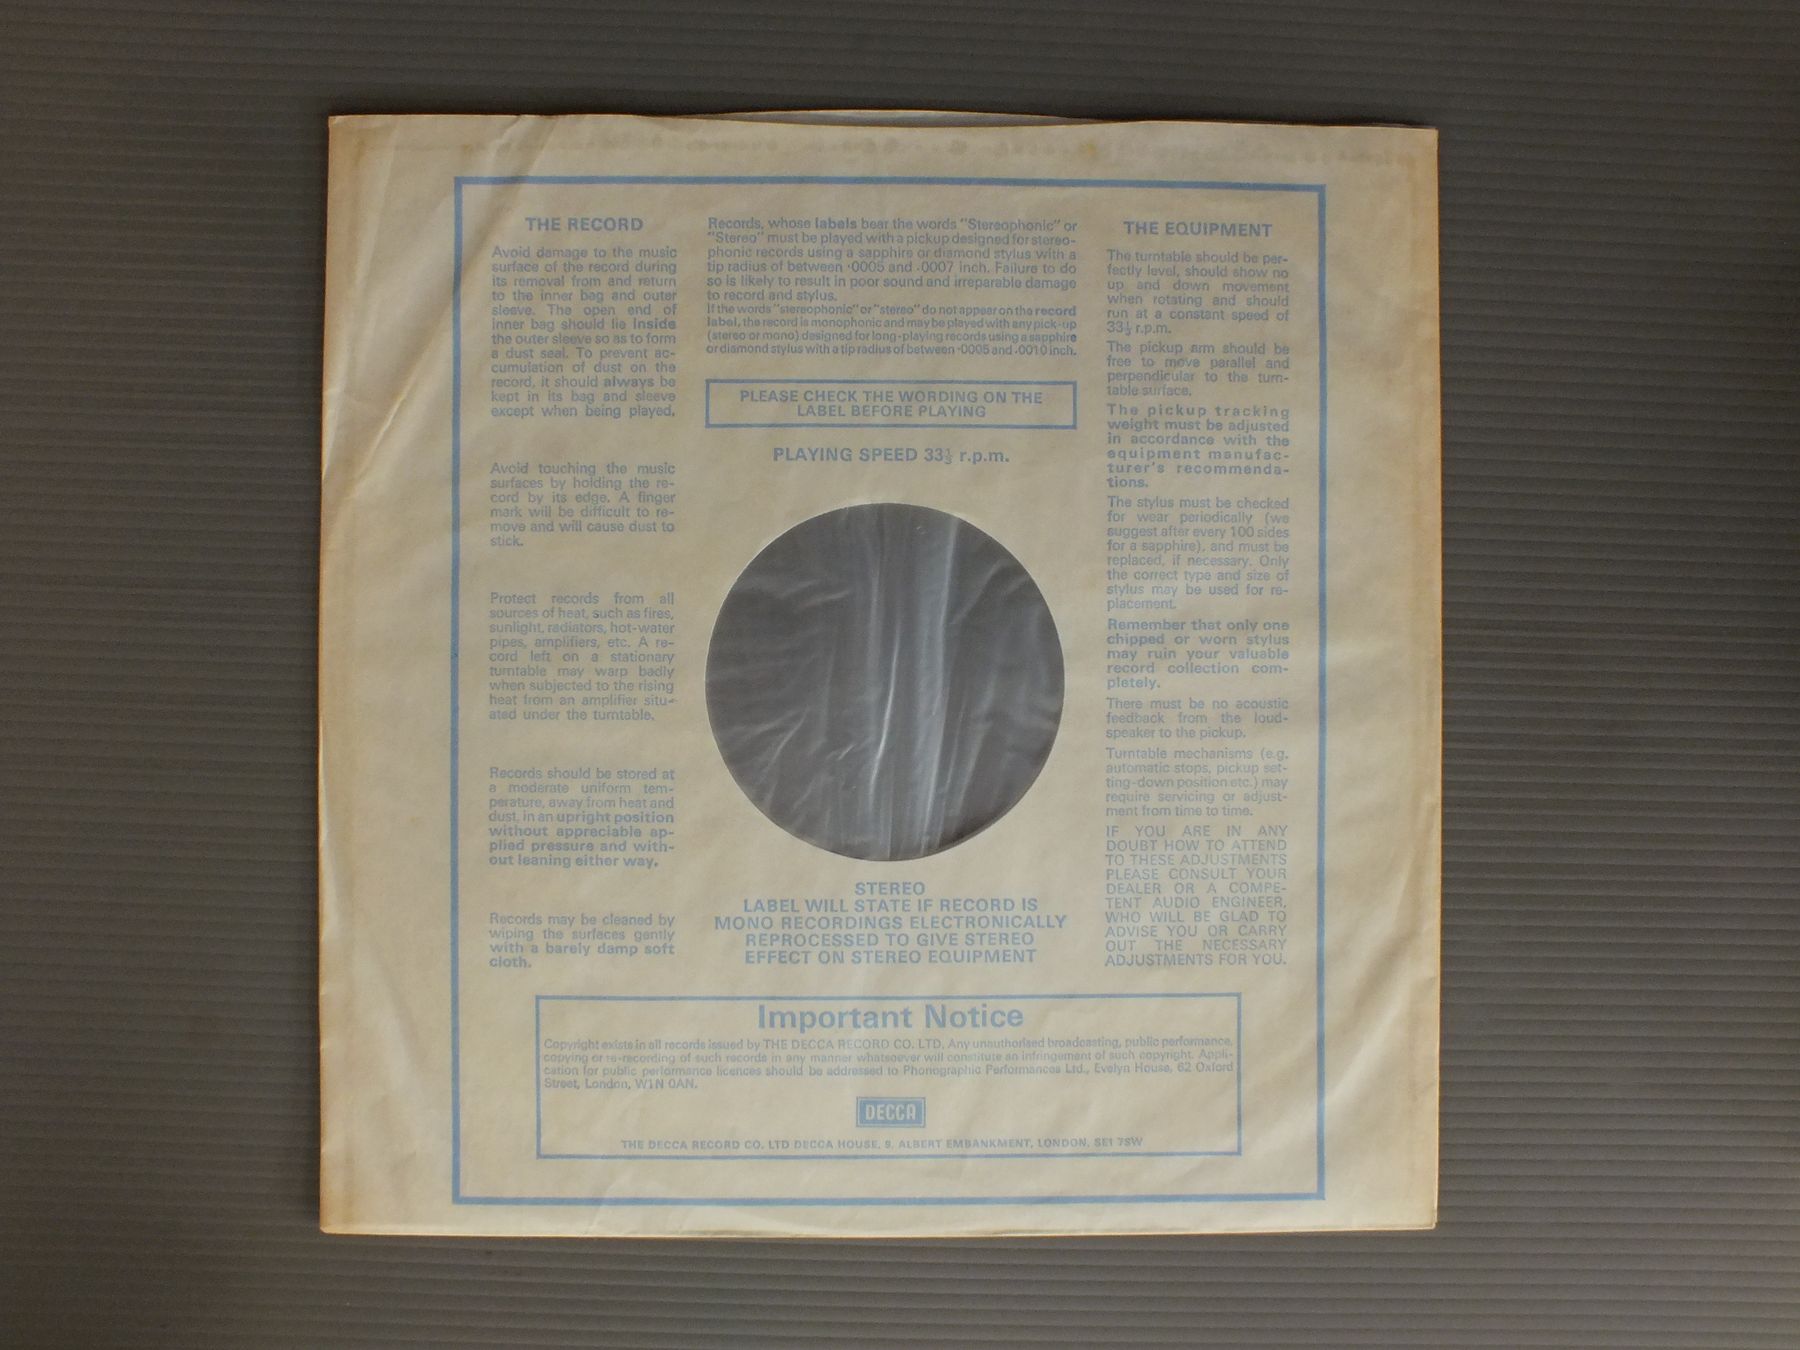 THE RECORD
Avoid damage to the music
surface of the record during
its removal from and return
to the inner bag and outer
sleeve. The open end of
inner bag should lie inside
the outer sleeve so as to form
a dust seal. To prevent ac-
cumulation of dust on the
record, it should always be
kept in its bag and sleeve
except when being played.
Avoid touching the music
surfaces by holding the re-
cord by its edge. A finger
mark will be difficult to re-
move and will cause dust to
stick.
Protect records from all
sources of heat, such as fires,
sunlight, radiators, hot-water
pipes, amplifiers, etc. A re-
cord left on a stationary
turntable may warp badly
when subjected to the rising
heat from an amplifier situ-
ated under the turntable.
Records should be stored at
a moderate uniform tem-
perature, away from heat and
dust, in an upright position
without appreciable ap-
plied pressure and with-
out leaning either way.
Records may be cleaned by
wiping the surfaces gently
with a barely damp soft
cloth.
Records, whose labels bear the words "Stereophonic" or
"Stereo" must be played with a pickup designed for stereo-
phonic records using a sapphire or diamond stylus with a
tip radius of between ·0005 and ·0007 inch. Failure to do
so is likely to result in poor sound and irreparable damage
to record and stylus.
If the words "stereophonic" or "stereo" do not appear on the record
label, the record is monophonic and may be played with any pick-up
(stereo or mono) designed for long-playing records using a sapphire
or diamond stylus with a tip radius of between ·0005 and ·0010 inch.
PLEASE CHECK THE WORDING ON THE
LABEL BEFORE PLAYING
PLAYING SPEED 33⅓ r.p.m.
STEREO
LABEL WILL STATE IF RECORD IS
MONO RECORDINGS ELECTRONICALLY
REPROCESSED TO GIVE STEREO
EFFECT ON STEREO EQUIPMENT
THE EQUIPMENT
The turntable should be per-
fectly level, should show no
up and down movement
when rotating and should
run at a constant speed of
33⅓ r.p.m.
The pickup arm should be
free to move parallel and
perpendicular to the turn-
table surface.
The pickup tracking
weight must be adjusted
in accordance with the
equipment manufac-
turer's recommenda-
tions.
The stylus must be checked
for wear periodically (we
suggest after every 100 sides
for a sapphire), and must be
replaced, if necessary. Only
the correct type and size of
stylus may be used for re-
placement.
Remember that only one
chipped or worn stylus
may ruin your valuable
record collection com-
pletely.
There must be no acoustic
feedback from the loud-
speaker to the pickup.
Turntable mechanisms (e.g.
automatic stops, pickup set-
ting-down position etc.) may
require servicing or adjust-
ment from time to time.
IF YOU ARE IN ANY
DOUBT HOW TO ATTEND
TO THESE ADJUSTMENTS
PLEASE CONSULT YOUR
DEALER OR A COMPE-
TENT AUDIO ENGINEER,
WHO WILL BE GLAD TO
ADVISE YOU OR CARRY
OUT THE NECESSARY
ADJUSTMENTS FOR YOU.
Important Notice
Copyright exists in all records issued by THE DECCA RECORD CO. LTD. Any unauthorised broadcasting, public performance,
copying or re-recording of such records in any manner whatsoever will constitute an infringement of such copyright. Appli-
cation for public performance licences should be addressed to Phonographic Performances Ltd., Evelyn House, 62 Oxford
Street, London, W1N 0AN.
DECCA
THE DECCA RECORD CO. LTD DECCA HOUSE, 9, ALBERT EMBANKMENT, LONDON, SE1 7SW